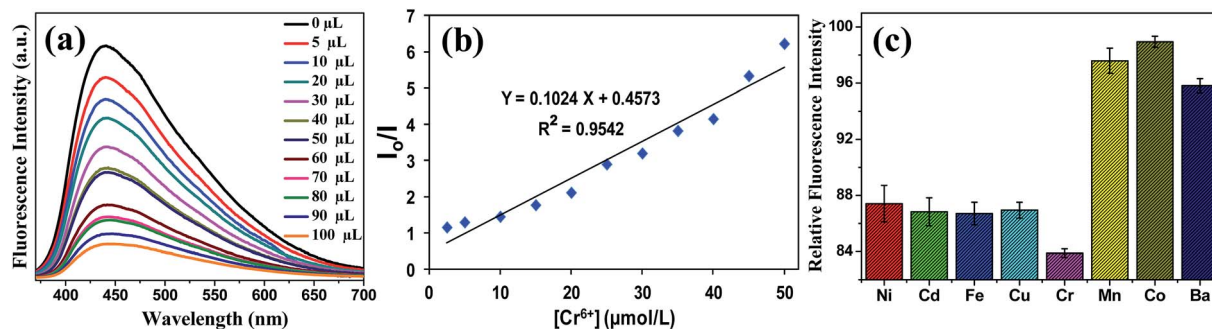 (a)
Fluorescence Intensity (a.u.)
0 µL
5 µL
10 µL
20 µL
30 µL
40 µL
50 µL
60 µL
70 µL
80 µL
90 µL
100 µL
400 450 500 550 600 650 700
Wavelength (nm)
(b)
I₀/I
7
6
5
4
3
2
1
0
Y = 0.1024 X + 0.4573
R² = 0.9542
0 10 20 30 40 50
[Cr⁶⁺] (µmol/L)
(c)
Relative Fluorescence Intensity
100
96
92
88
84
Ni Cd Fe Cu Cr Mn Co Ba